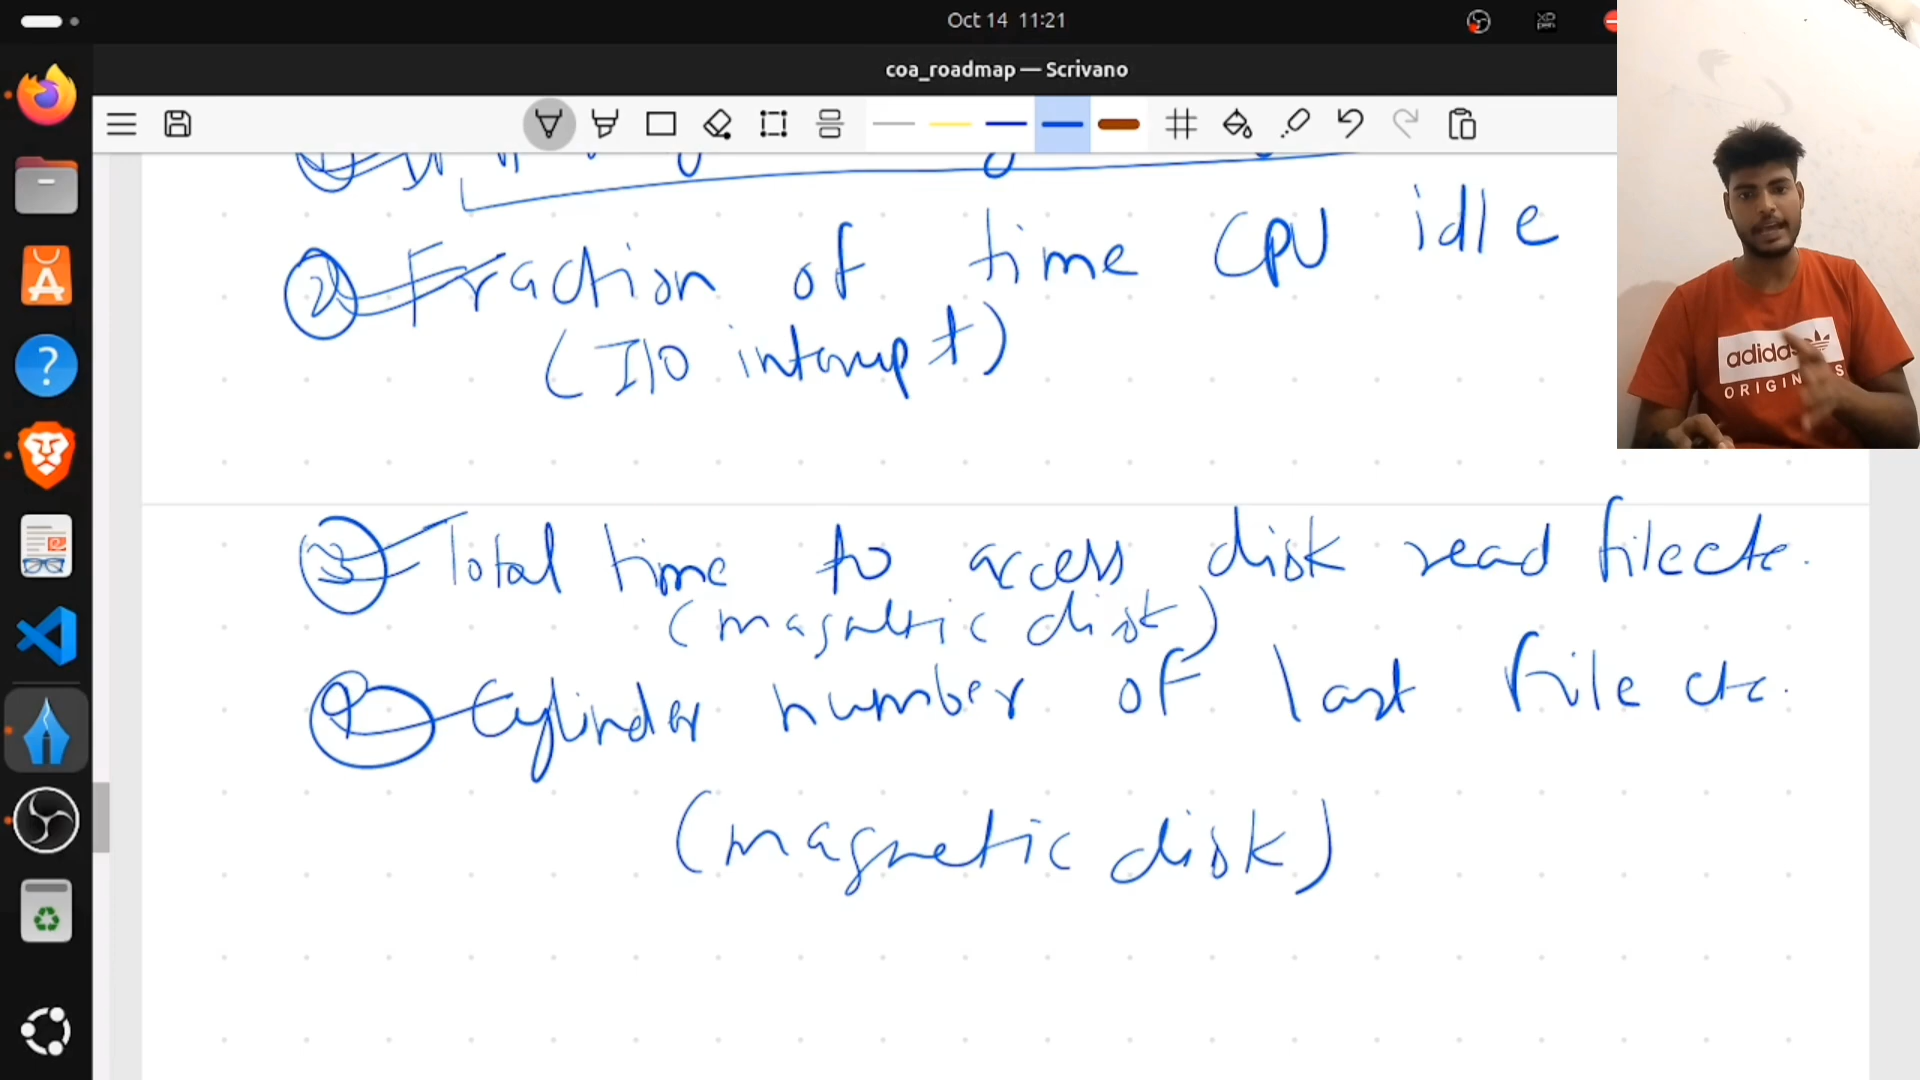 Oct 14 11:21
coa_roadmap — Scrivano
② Fraction of time CPU idle
(I/O interrupt)
③ Total time to access disk read file etc.
(magnetic disk)
④ Cylinder number of last file etc.
(magnetic disk)
adidas
ORIGINALS